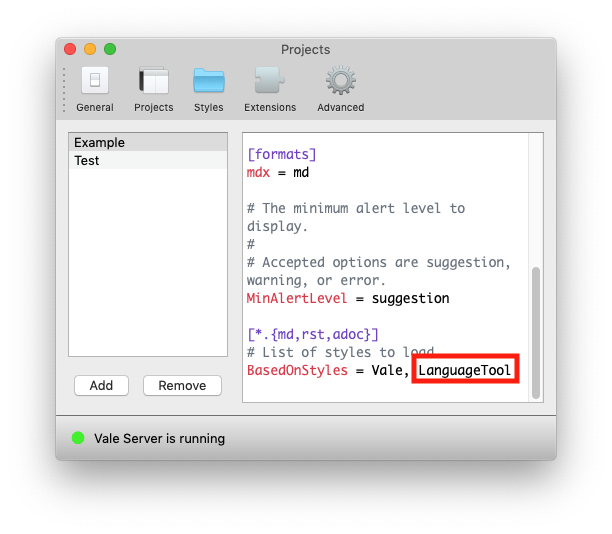 Projects
General Projects Styles Extensions Advanced
Example
Test
[formats]
mdx = md
# The minimum alert level to
display.
#
# Accepted options are suggestion,
warning, or error.
MinAlertLevel = suggestion
[*.{md,rst,adoc}]
# List of styles to load
BasedOnStyles = Vale, LanguageTool
Add Remove
Vale Server is running